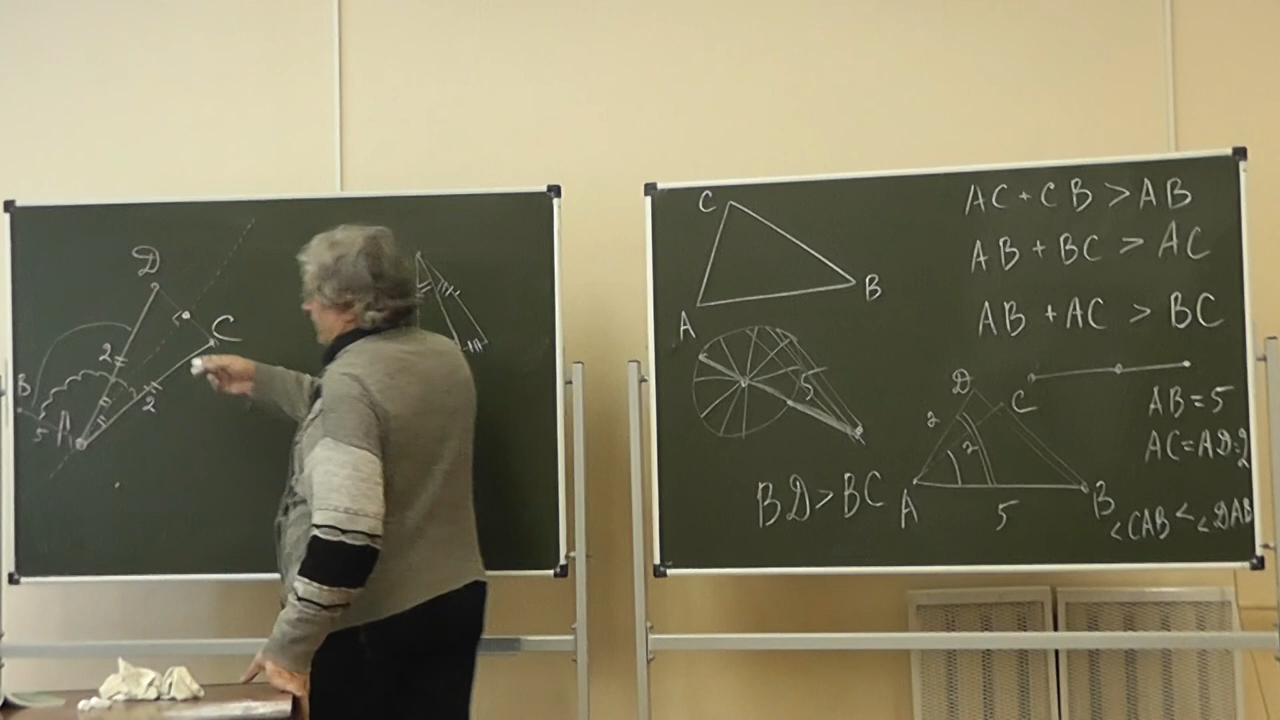 D
C
2
B
2
5
A
C
B
A
AC + CB > AB
AB + BC > AC
AB + AC > BC
5
D
C
2
2
A
B
5
BD > BC
AB = 5
AC = AD = 2
<CAB < <DAB